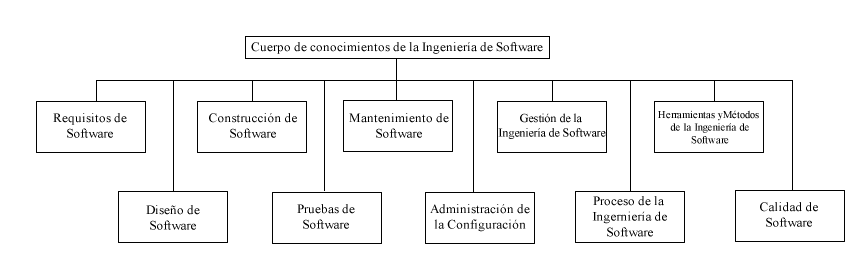 Cuerpo de conocimientos de la Ingeniería de Software
Requisitos de
Software
Construcción de
Software
Mantenimiento de
Software
Gestión de la
Ingeniería de Software
Herramientas yMétodos
de la Ingeniería de
Software
Diseño de
Software
Pruebas de
Software
Administración de
la Configuración
Proceso de la
Ingerniería de
Software
Calidad de
Software